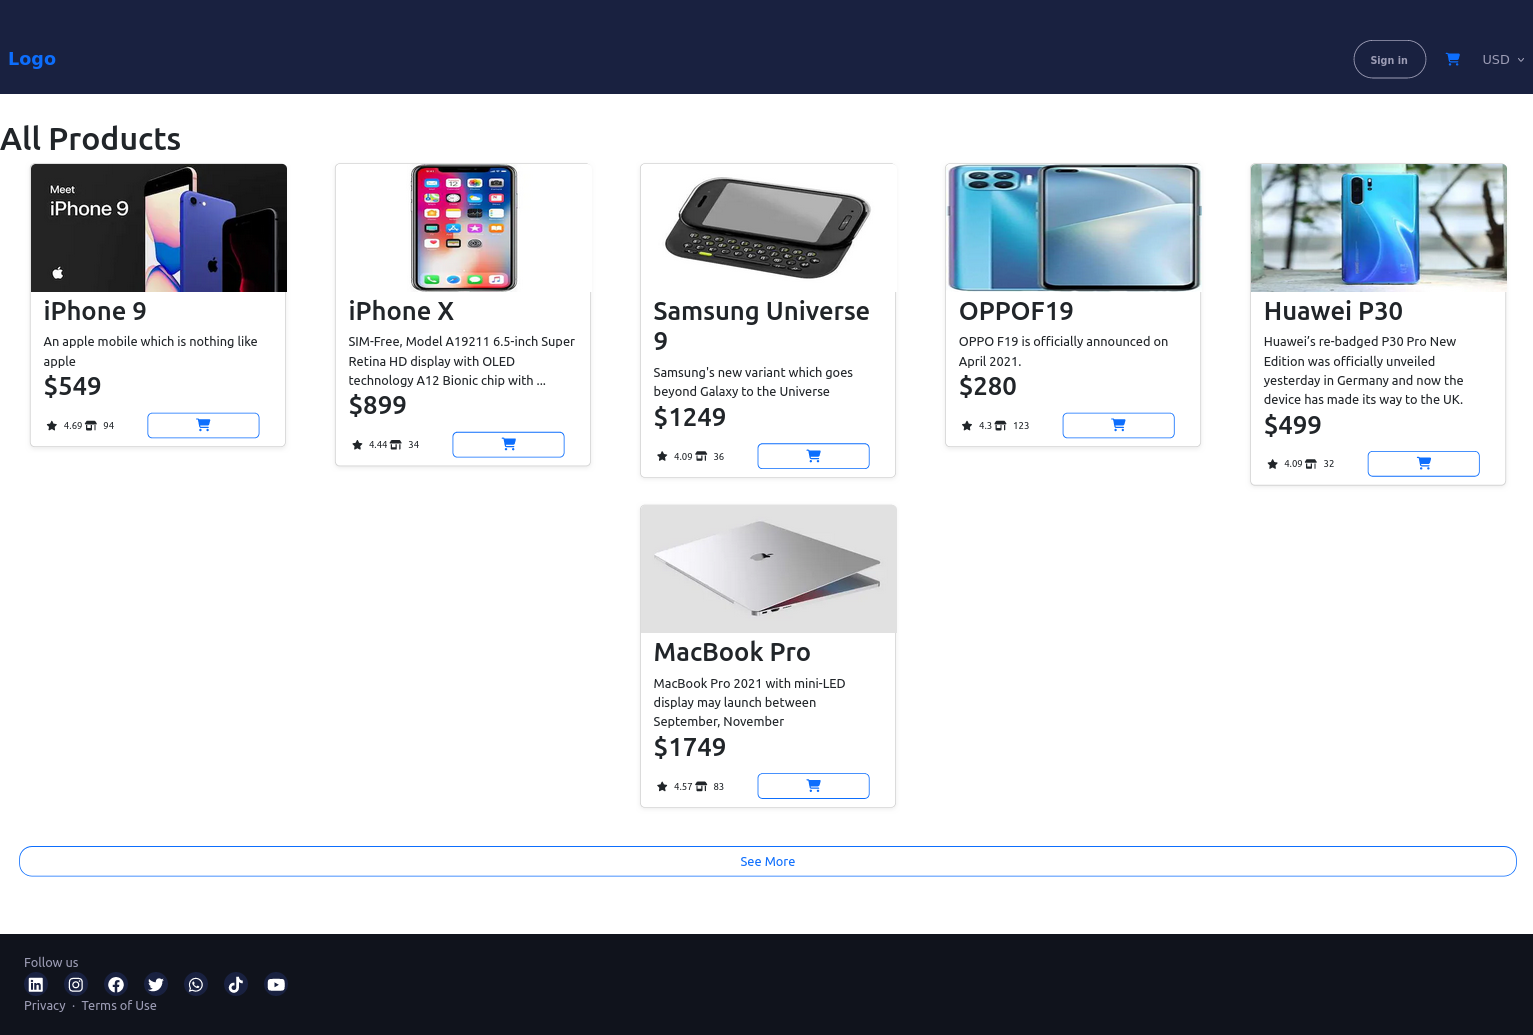 Logo
Sign in
USD
All Products
Meet
iPhone 9
iPhone 9
An apple mobile which is nothing like
apple
$549
4.69 94
iPhone X
SIM-Free, Model A19211 6.5-inch Super
Retina HD display with OLED
technology A12 Bionic chip with ...
$899
4.44 34
Samsung Universe
9
Samsung's new variant which goes
beyond Galaxy to the Universe
$1249
4.09 36
OPPOF19
OPPO F19 is officially announced on
April 2021.
$280
4.3 123
Huawei P30
Huawei’s re-badged P30 Pro New
Edition was officially unveiled
yesterday in Germany and now the
device has made its way to the UK.
$499
4.09 32
MacBook Pro
MacBook Pro 2021 with mini-LED
display may launch between
September, November
$1749
4.57 83
See More
Follow us
Privacy · Terms of Use